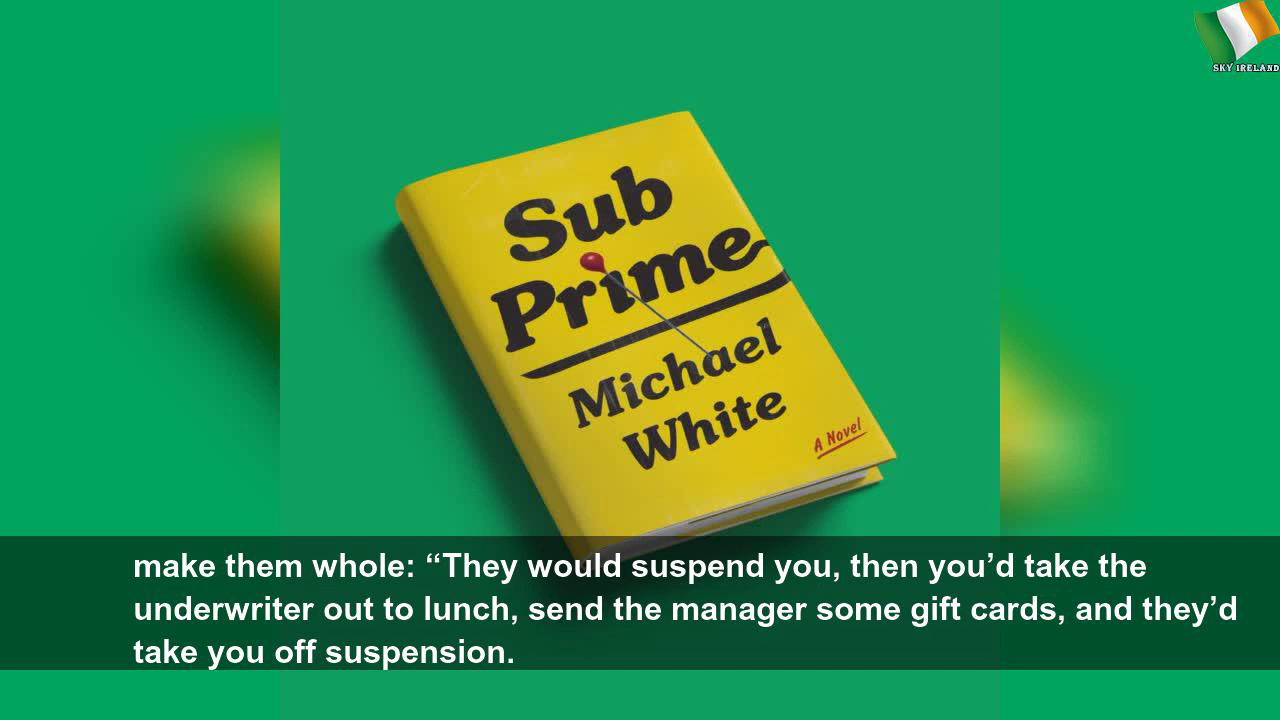 SKY IRELAND
Sub
Prime
Michael
White
A Novel
make them whole: “They would suspend you, then you’d take the
underwriter out to lunch, send the manager some gift cards, and they’d
take you off suspension.